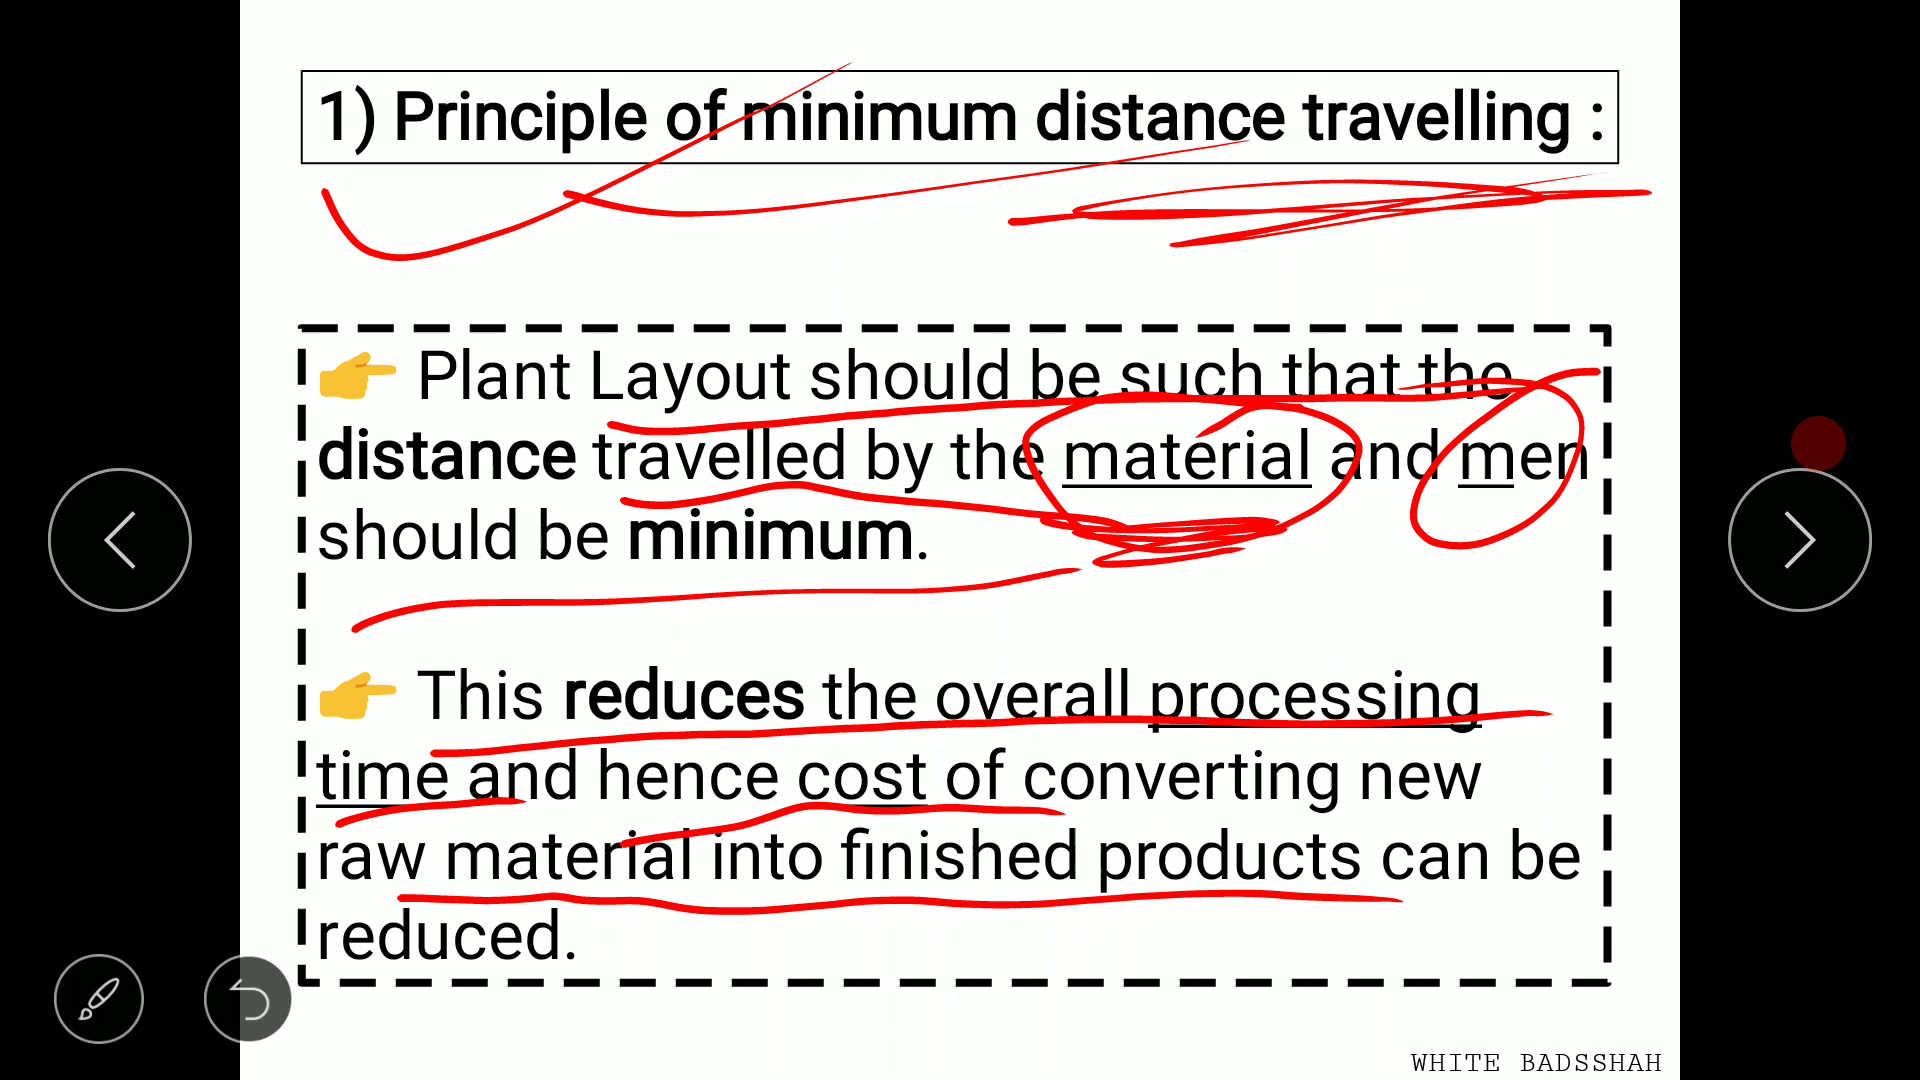 1) Principle of minimum distance travelling :
👉 Plant Layout should be such that the
distance travelled by the material and men
should be minimum.
👉 This reduces the overall processing
time and hence cost of converting new
raw material into finished products can be
reduced.
WHITE BADSSHAH